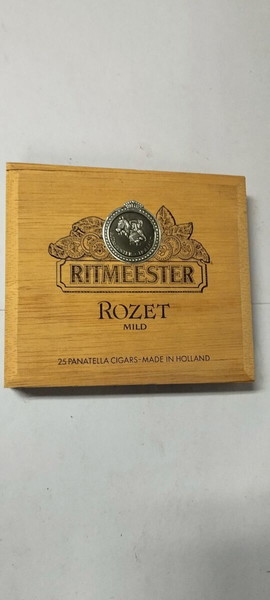 RITMEESTER
ROZET
MILD
25 PANATELLA CIGARS-MADE IN HOLLAND